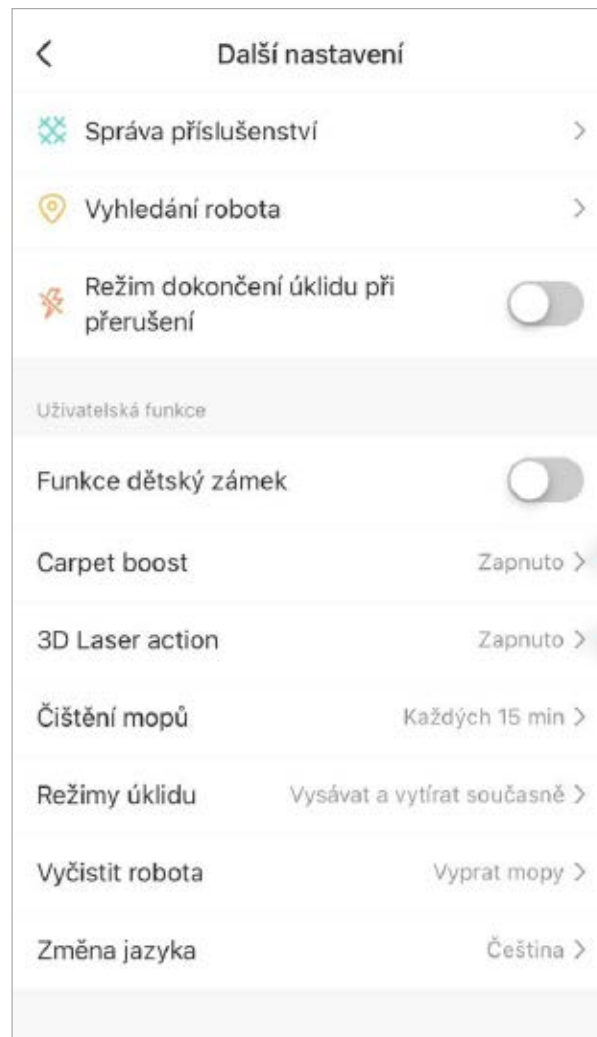 Další nastavení
Správa příslušenství
Vyhledání robota
Režim dokončení úklidu při
přerušení
Uživatelská funkce
Funkce dětský zámek
Carpet boost Zapnuto
3D Laser action Zapnuto
Čištění mopů Každých 15 min
Režimy úklidu Vysávat a vytírat současně
Vyčistit robota Vyprat mopy
Změna jazyka Čeština